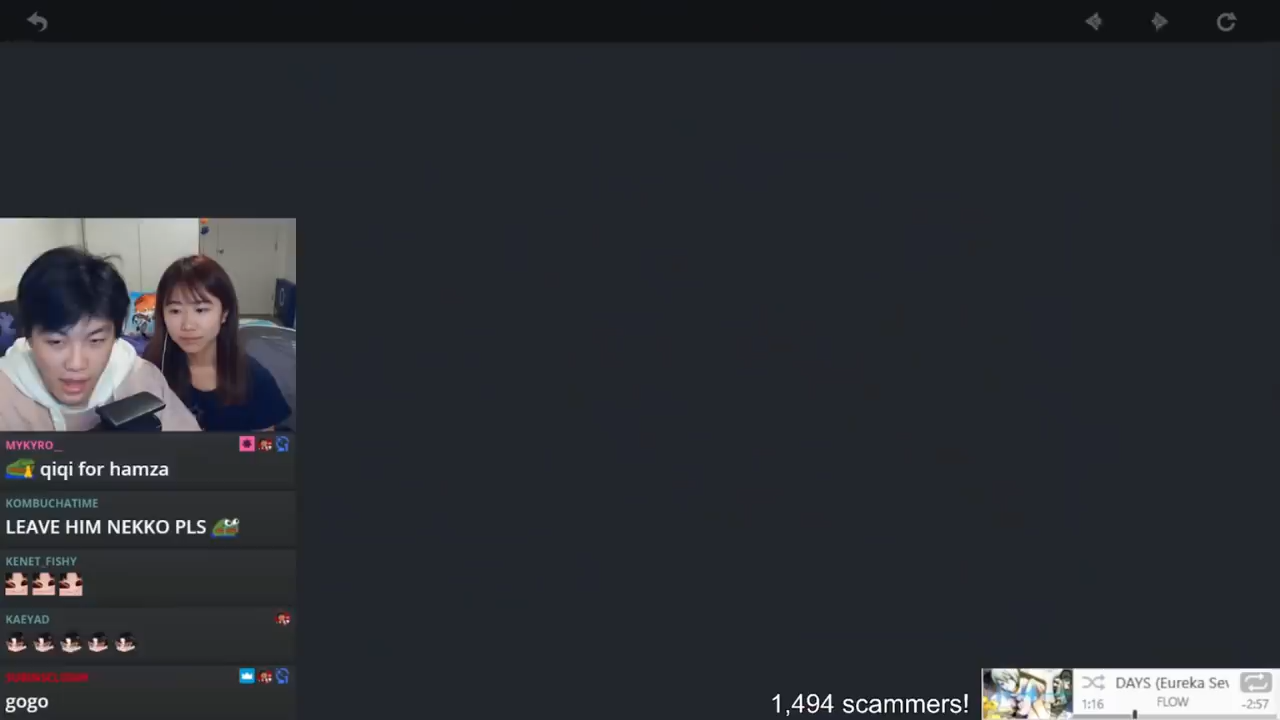 MYKYRO__
qiqi for hamza
KOMBUCHATIME
LEAVE HIM NEKKO PLS
KENET_FISHY
KAEYAD
gogo
1,494 scammers!
DAYS (Eureka Sev
FLOW
1:16
-2:57